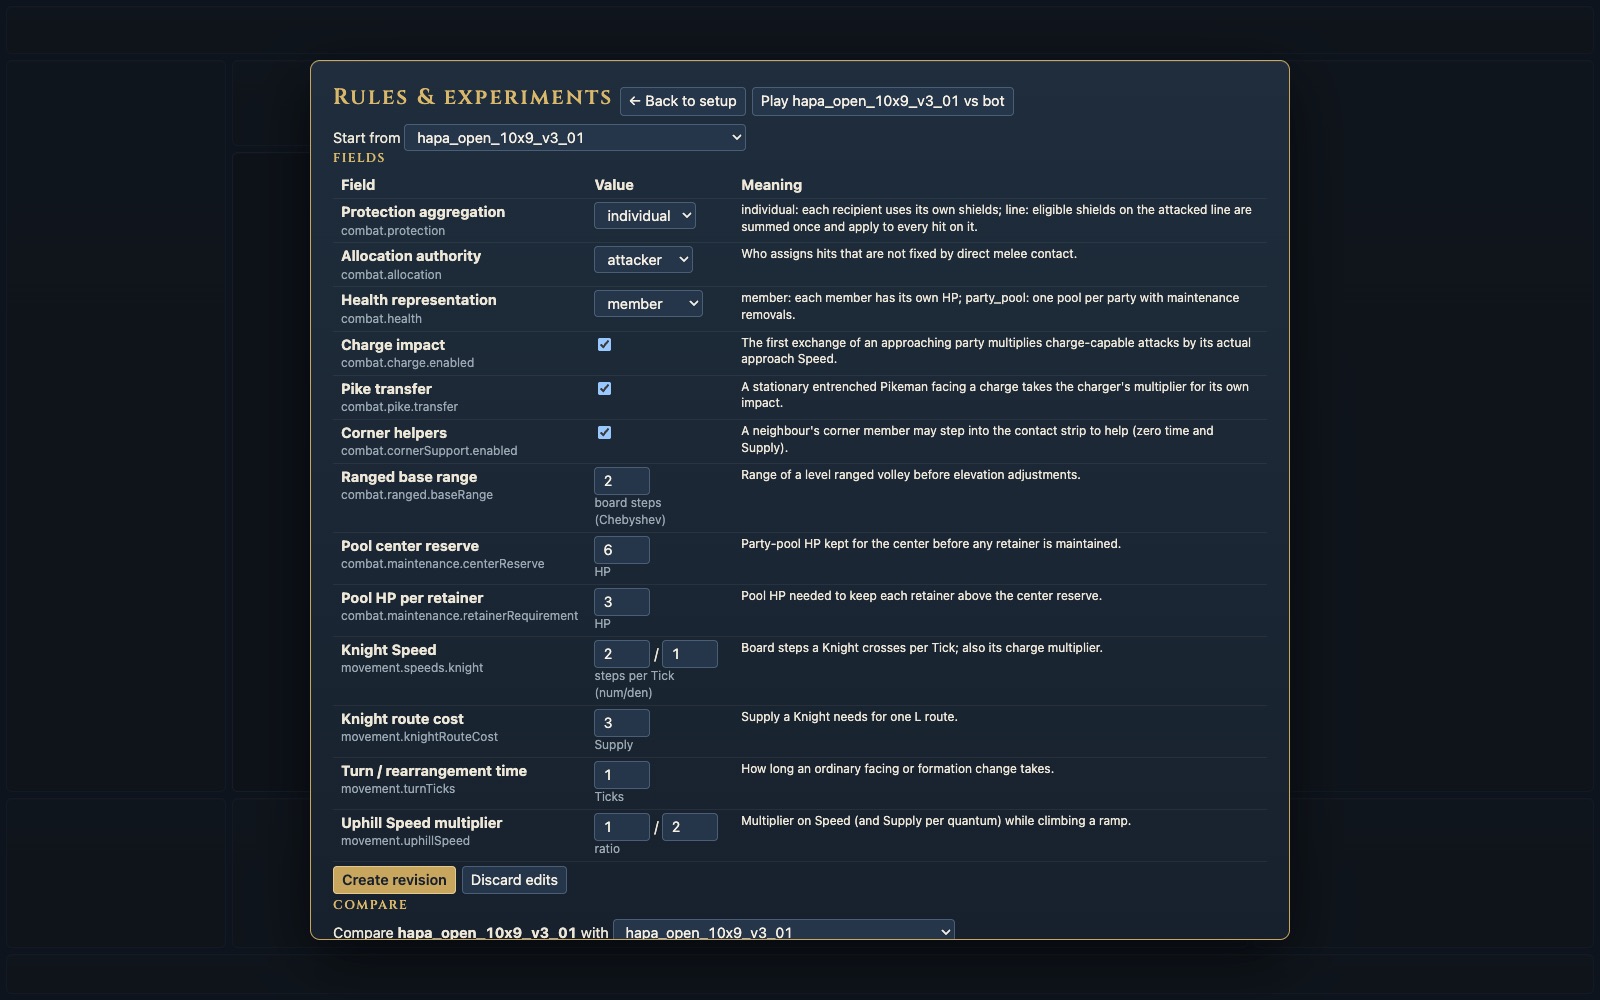 Rules & experiments
← Back to setup
Play hapa_open_10x9_v3_01 vs bot
Start from hapa_open_10x9_v3_01
FIELDS
Field Value Meaning
Protection aggregation
combat.protection
individual
individual: each recipient uses its own shields; line: eligible shields on the attacked line are
summed once and apply to every hit on it.
Allocation authority
combat.allocation
attacker
Who assigns hits that are not fixed by direct melee contact.
Health representation
combat.health
member
member: each member has its own HP; party_pool: one pool per party with maintenance
removals.
Charge impact
combat.charge.enabled
The first exchange of an approaching party multiplies charge-capable attacks by its actual
approach Speed.
Pike transfer
combat.pike.transfer
A stationary entrenched Pikeman facing a charge takes the charger's multiplier for its own
impact.
Corner helpers
combat.cornerSupport.enabled
A neighbour's corner member may step into the contact strip to help (zero time and
Supply).
Ranged base range
combat.ranged.baseRange
2
board steps
(Chebyshev)
Range of a level ranged volley before elevation adjustments.
Pool center reserve
combat.maintenance.centerReserve
6
HP
Party-pool HP kept for the center before any retainer is maintained.
Pool HP per retainer
combat.maintenance.retainerRequirement
3
HP
Pool HP needed to keep each retainer above the center reserve.
Knight Speed
movement.speeds.knight
2 / 1
steps per Tick
(num/den)
Board steps a Knight crosses per Tick; also its charge multiplier.
Knight route cost
movement.knightRouteCost
3
Supply
Supply a Knight needs for one L route.
Turn / rearrangement time
movement.turnTicks
1
Ticks
How long an ordinary facing or formation change takes.
Uphill Speed multiplier
movement.uphillSpeed
1 / 2
ratio
Multiplier on Speed (and Supply per quantum) while climbing a ramp.
Create revision
Discard edits
COMPARE
Compare hapa_open_10x9_v3_01 with hapa_open_10x9_v3_01